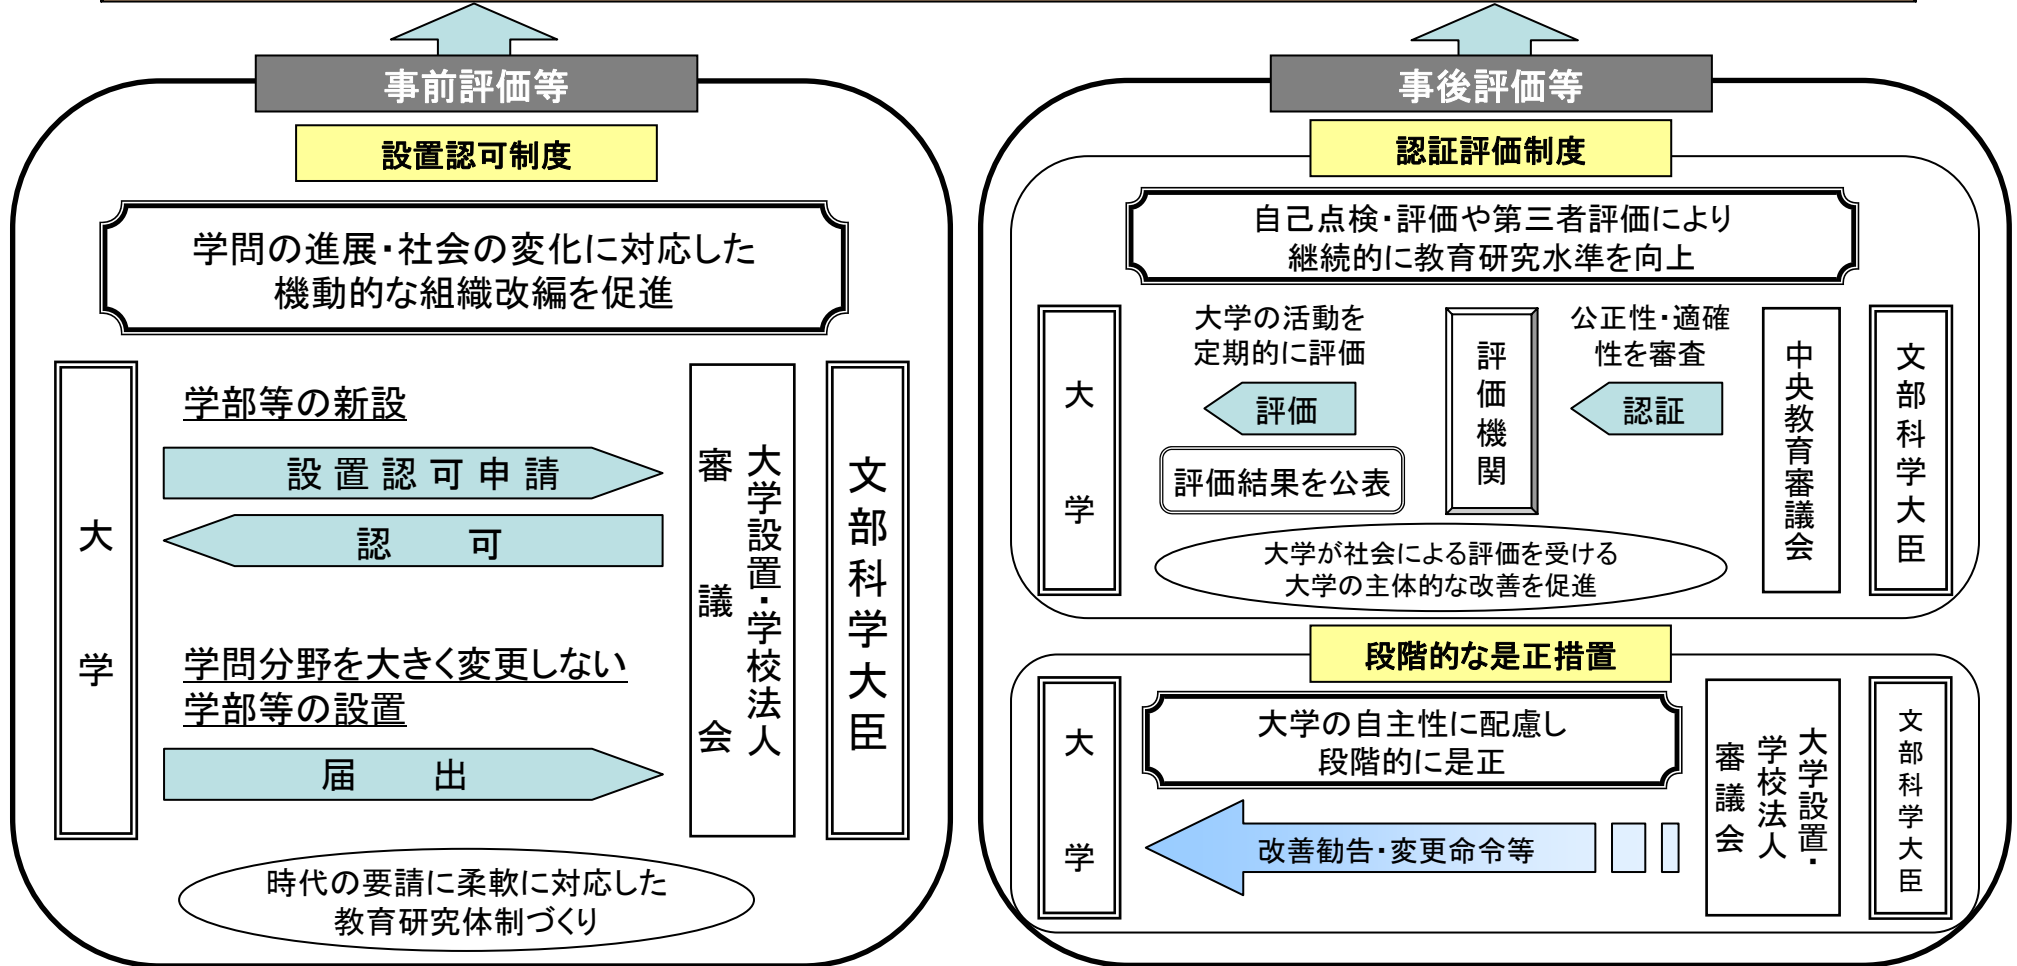 事前評価等
設置認可制度
学問の進展・社会の変化に対応した
機動的な組織改編を促進
大学
学部等の新設
設置認可申請
認可
学問分野を大きく変更しない
学部等の設置
届出
大学設置・学校法人
審議会
文部科学大臣
時代の要請に柔軟に対応した
教育研究体制づくり
事後評価等
認証評価制度
自己点検・評価や第三者評価により
継続的に教育研究水準を向上
大学
大学の活動を
定期的に評価
評価
評価結果を公表
評価機関
公正性・適確
性を審査
認証
中央教育審議会
文部科学大臣
大学が社会による評価を受ける
大学の主体的な改善を促進
段階的な是正措置
大学
大学の自主性に配慮し
段階的に是正
改善勧告・変更命令等
大学設置・
学校法人
審議会
文部科学大臣